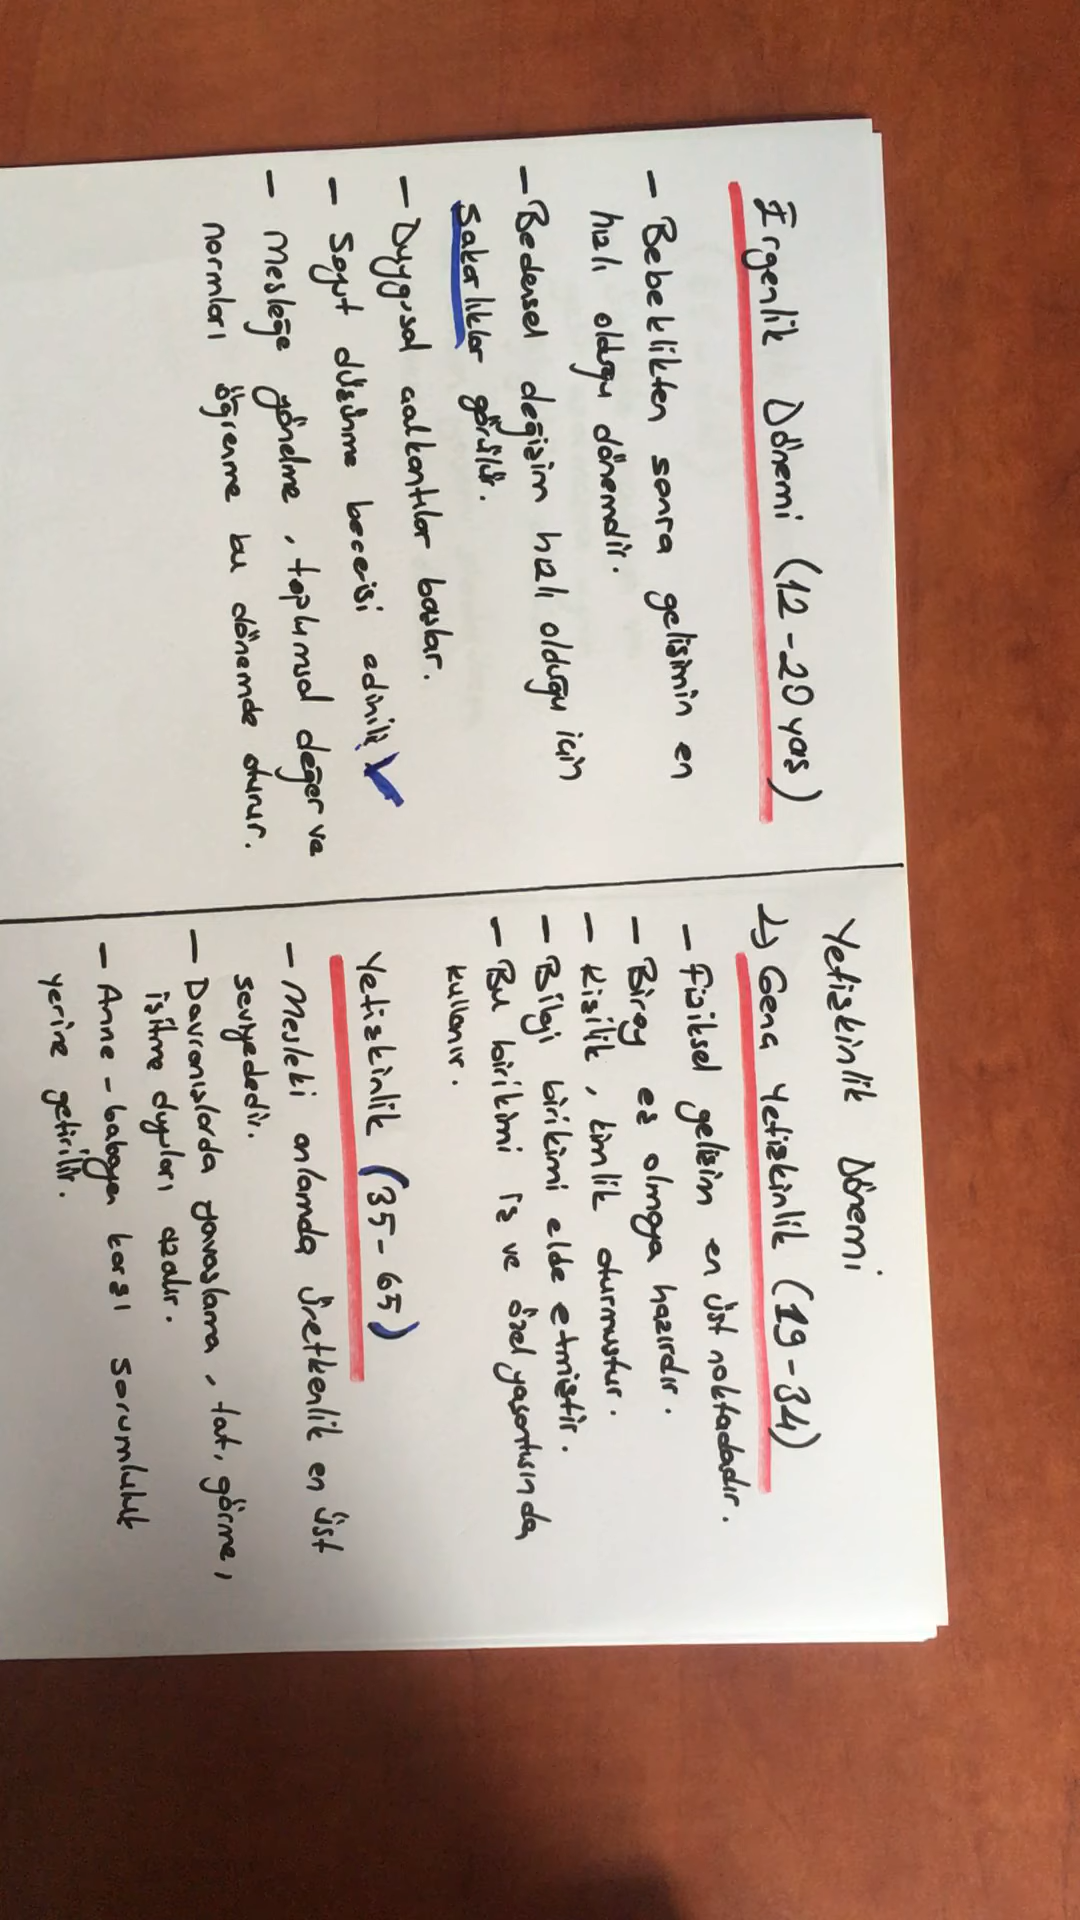 Ergenlik Dönemi (12-20 yaş)
- Bebeklikten sonra gelişimin en
hızlı olduğu dönemdir.
- Bedensel değişim hızlı olduğu için
sakarlıklar görülür.
- Duygusal çalkantılar başlar.
- Soyut düşünme becerisi edinilir
- Mesleğe yönelme, toplumsal değer ve
normları öğrenme bu dönemde olur.
Yetişkinlik Dönemi
1) Genç Yetişkinlik (19-34)
- Fiziksel gelişim en üst noktadadır.
- Birey eş olmaya hazırdır.
- Kişilik, kimlik oturmuştur.
- Bilgi birikimi elde etmiştir.
- Bu birikimi iş ve özel yaşantısında
kullanır.
Yetişkinlik (35-65)
- Mesleki anlamda üretkenlik en üst
seviyededir.
- Davranışlarda yavaşlama, tat, görme,
işitme duyuları azalır.
- Anne-babaya karşı sorumluluk
yerine getirilir.